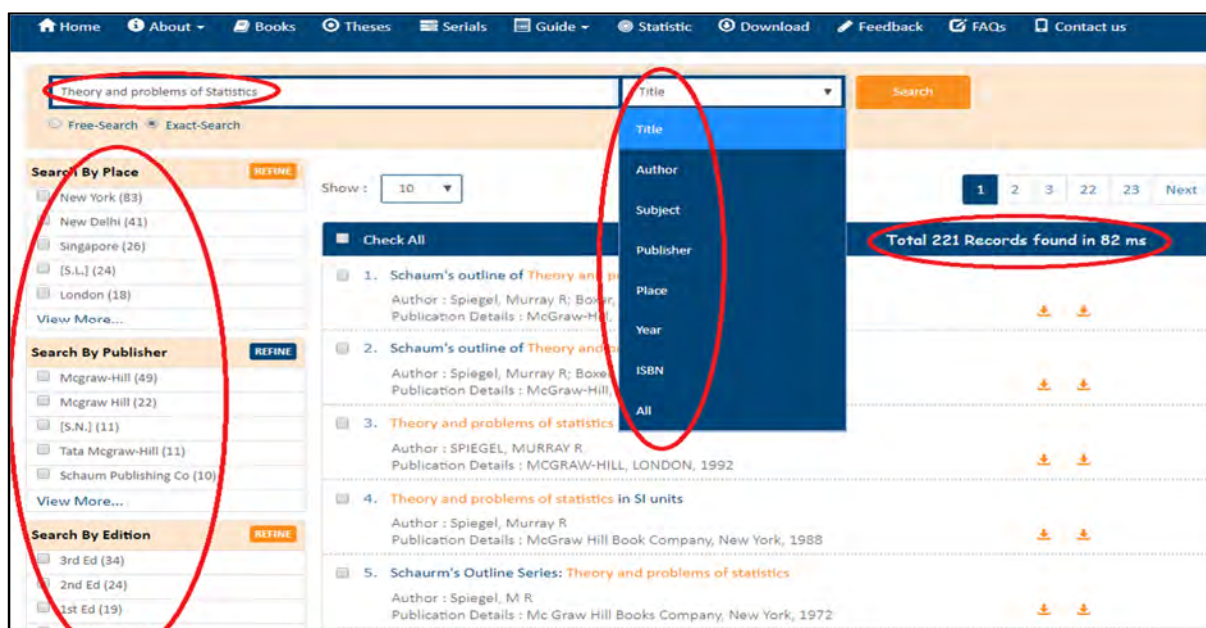 Home About Books Theses Serials Guide Statistic Download Feedback FAQs Contact us
Theory and problems of Statistics Title Search
Free-Search Exact-Search
Title
Author
Subject
Publisher
Place
Year
ISBN
All
Search By Place REFINE
New York (83)
New Delhi (41)
Singapore (26)
[S.L.] (24)
London (18)
View More...
Search By Publisher REFINE
Mcgraw-Hill (49)
Mcgraw Hill (22)
[S.N.] (11)
Tata Mcgraw-Hill (11)
Schaum Publishing Co (10)
View More...
Search By Edition REFINE
3rd Ed (34)
2nd Ed (24)
1st Ed (19)
Show : 10
1 2 3 22 23 Next
Check All Total 221 Records found in 82 ms
1. Schaum's outline of Theory and
Author : Spiegel, Murray R;
Publication Details :
2. Schaum's outline of Theory and
Author : Spiegel, Murray R;
Publication Details : McGraw-Hill,
3. Theory and problems of statistics
Author : SPIEGEL, MURRAY R.
Publication Details : MCGRAW-HILL, LONDON, 1992
4. Theory and problems of statistics in SI units
Author : Spiegel, Murray R
Publication Details : McGraw Hill Book Company, New York, 1988
5. Schaurm's Outline Series: Theory and problems of statistics
Author : Spiegel, M R
Publication Details : Mc Graw Hill Books Company, New York, 1972